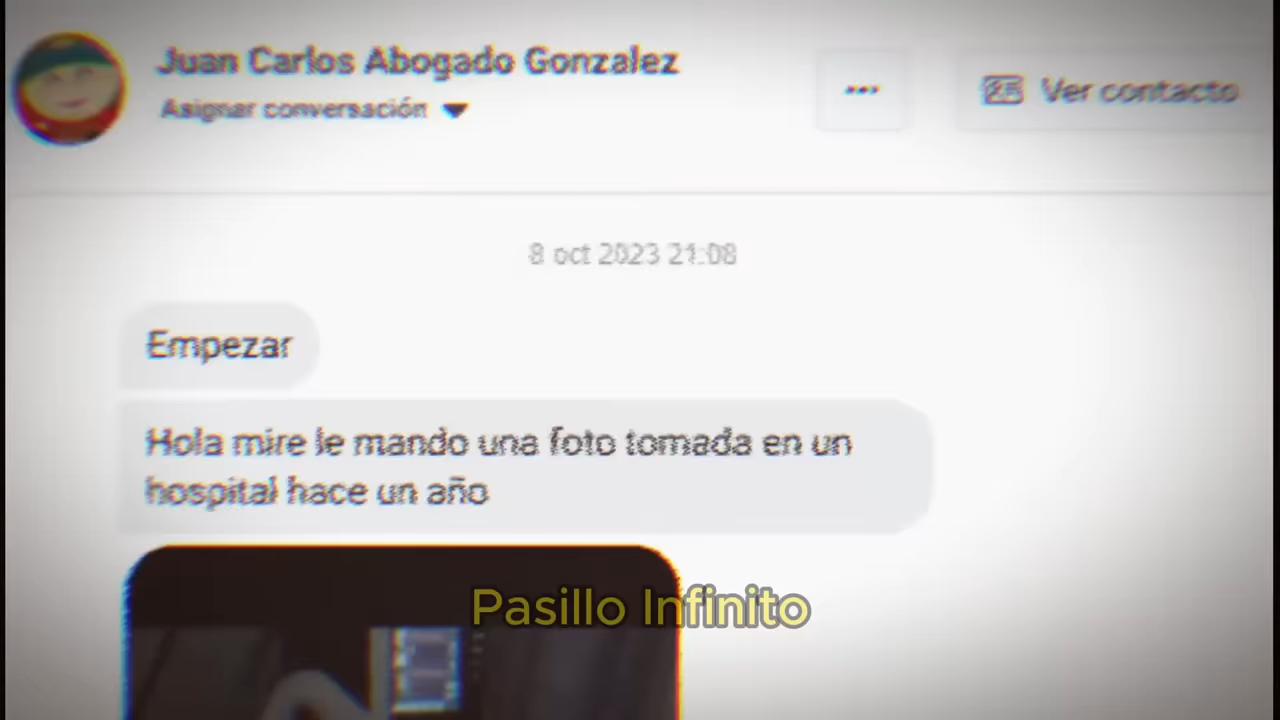 Juan Carlos Abogado Gonzalez
Asignar conversación
Ver contacto
8 oct 2023 21:08
Empezar
Hola mire le mando una foto tomada en un
hospital hace un año
Pasillo Infinito